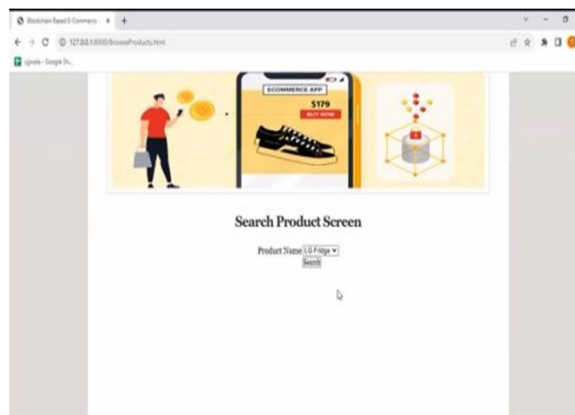 Blockchain Based E-Commerce
127.0.0.1:8000/BrowseProducts.html
ECOMMERCE APP
$179
BUY NOW
Search Product Screen
Product Name LG Fridge
Search